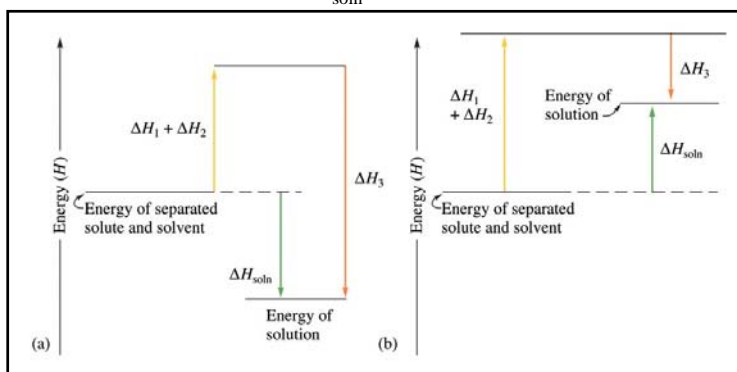 soln
ΔH₁ + ΔH₂
ΔH₃
Energy (H)
Energy of separated
solute and solvent
ΔHsoln
Energy of
solution
(a)
ΔH₁
+ ΔH₂
ΔH₃
Energy of
solution
ΔHsoln
Energy (H)
Energy of separated
solute and solvent
(b)